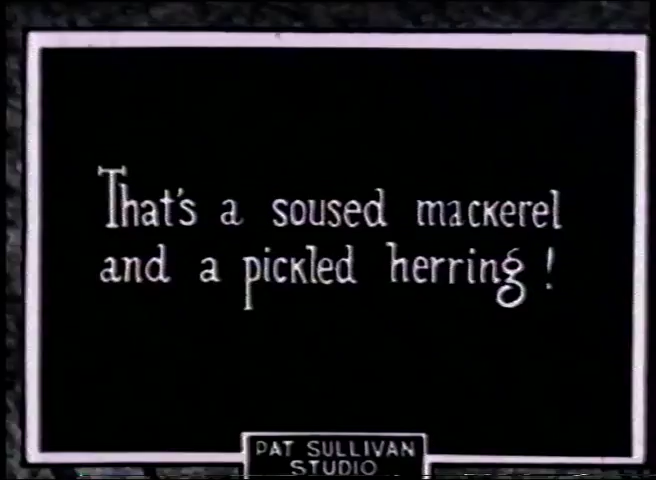 That's a soused mackerel
and a pickled herring!
PAT SULLIVAN
STUDIO